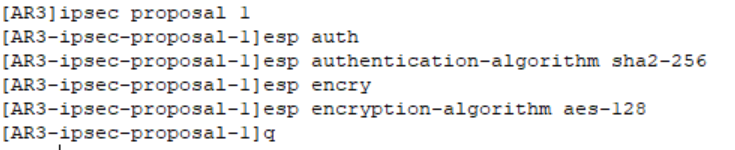 [AR3]ipsec proposal 1
[AR3-ipsec-proposal-1]esp auth
[AR3-ipsec-proposal-1]esp authentication-algorithm sha2-256
[AR3-ipsec-proposal-1]esp encry
[AR3-ipsec-proposal-1]esp encryption-algorithm aes-128
[AR3-ipsec-proposal-1]q